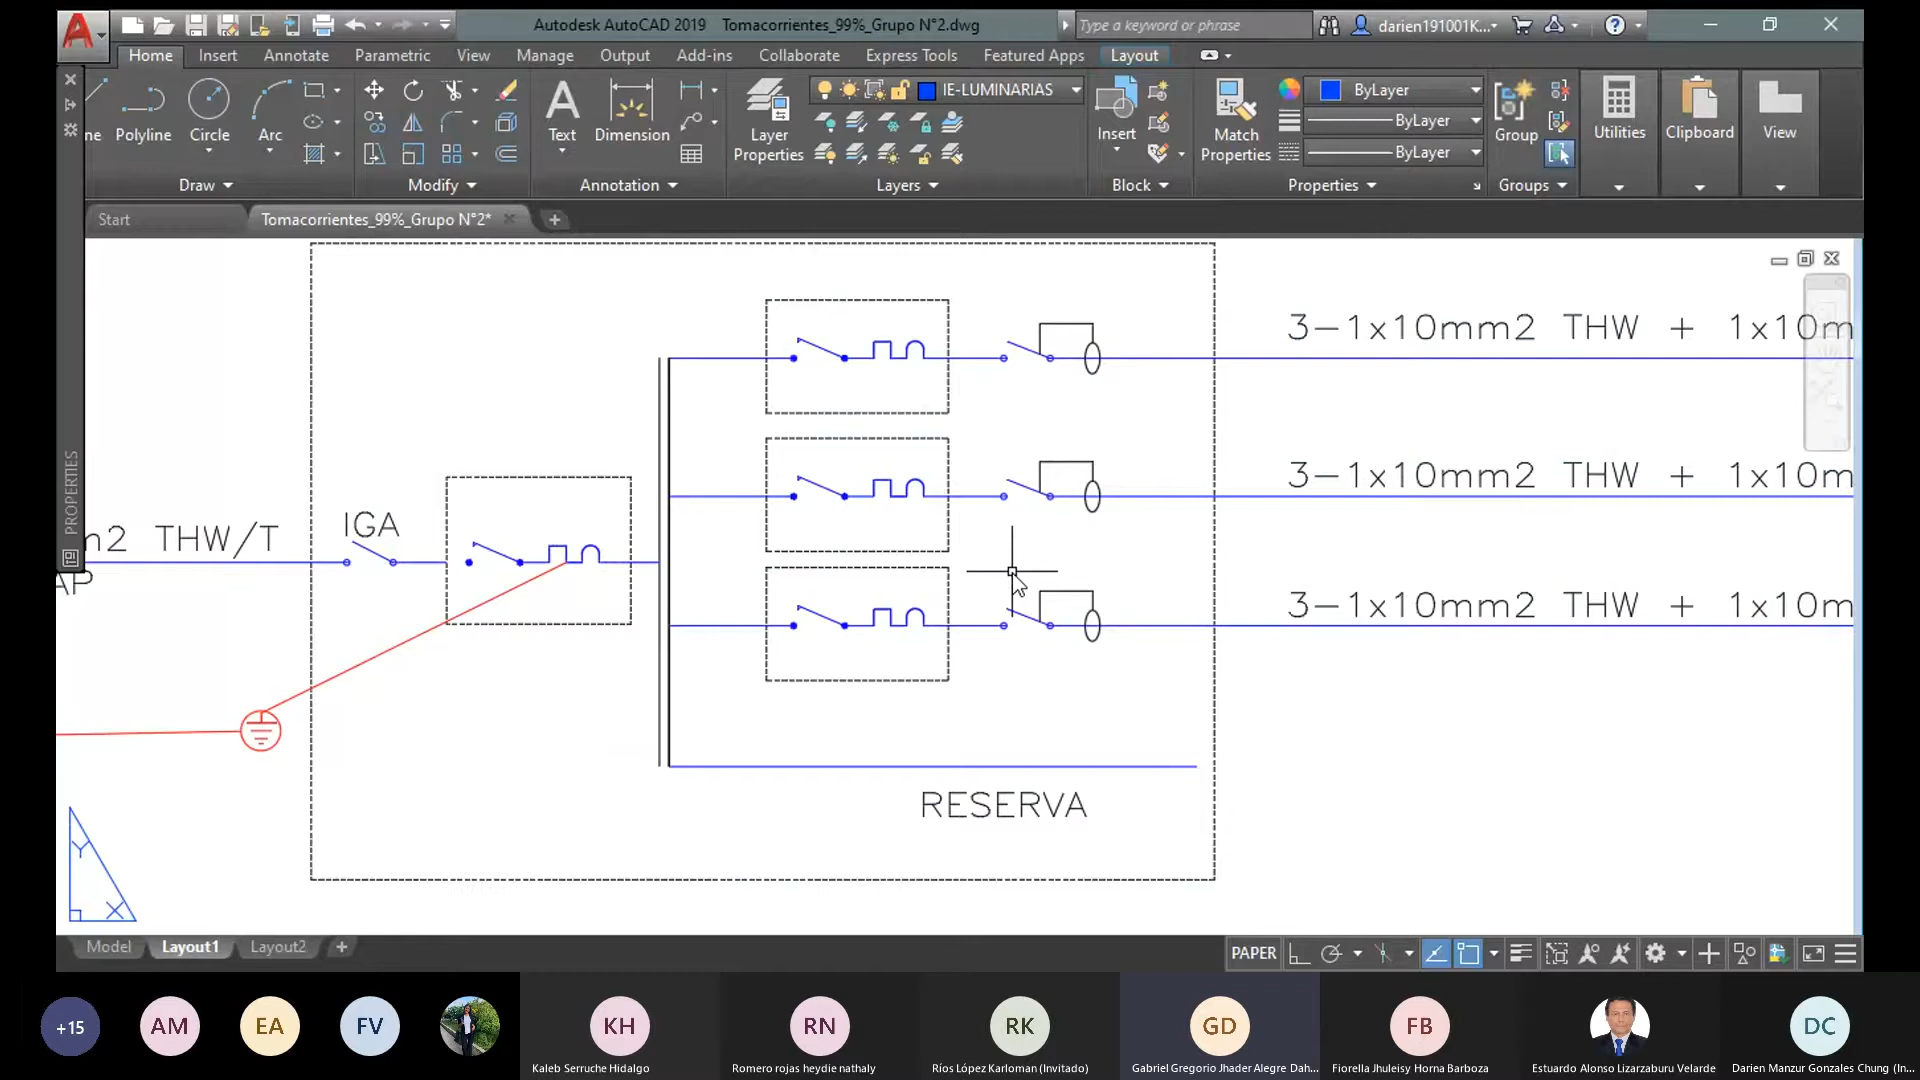 Autodesk AutoCAD 2019 Tomacorrientes_99%_Grupo N°2.dwg
Type a keyword or phrase
darien191001K...
Home Insert Annotate Parametric View Manage Output Add-ins Collaborate Express Tools Featured Apps Layout
ne Polyline Circle Arc
Text Dimension
Layer Properties
IE-LUMINARIAS
Insert
Match Properties
ByLayer
ByLayer
ByLayer
Group
Utilities
Clipboard
View
Draw Modify Annotation Layers Block Properties Groups
Start Tomacorrientes_99%_Grupo N°2*
PROPERTIES
3-1x10mm2 THW + 1x10m
3-1x10mm2 THW + 1x10m
n2 THW/T
IGA
AP
3-1x10mm2 THW + 1x10m
RESERVA
Y
X
Model Layout1 Layout2
PAPER
+15 AM EA FV KH RN RK GD FB DC
Kaleb Serruche Hidalgo
Romero rojas heydie nathaly
Ríos López Karloman (Invitado)
Gabriel Gregorio Jhader Alegre Dah...
Fiorella Jhuleisy Horna Barboza
Estuardo Alonso Lizarzaburu Velarde
Darien Manzur Gonzales Chung (In...